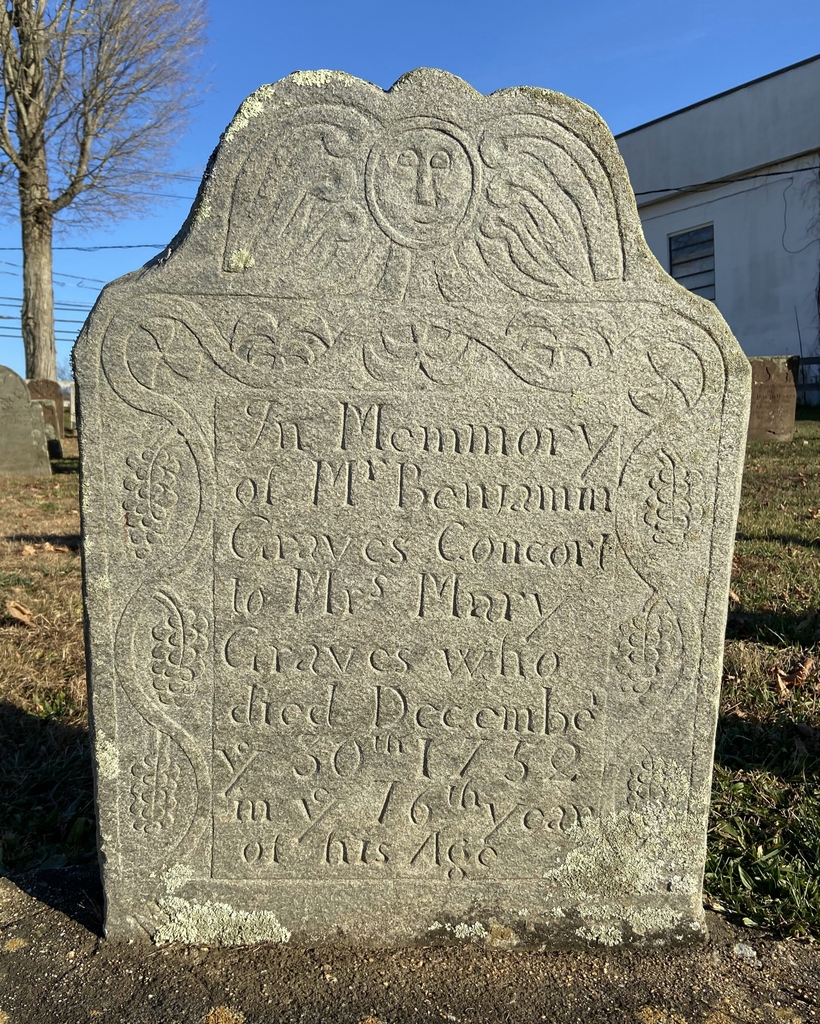 In Memmory
of Mr Benjamin
Graves Concort
to Mrs Mary
Graves who
died Decembe'
ye 30th 1752
in ye 76th year
of his Age